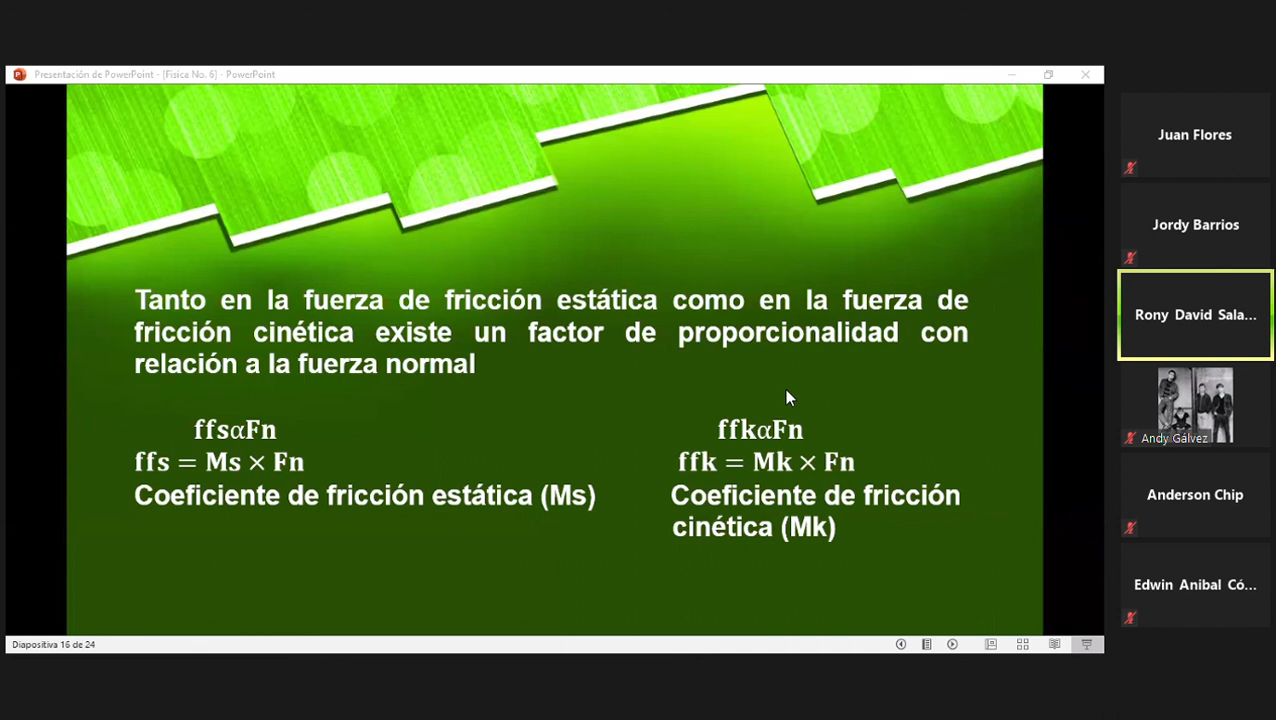 Presentación de PowerPoint - [Fisica No. 6] - PowerPoint
Tanto en la fuerza de fricción estática como en la fuerza de
fricción cinética existe un factor de proporcionalidad con
relación a la fuerza normal
ffsαFn
ffs = Ms × Fn
Coeficiente de fricción estática (Ms)
ffkαFn
ffk = Mk × Fn
Coeficiente de fricción
cinética (Mk)
Diapositiva 16 de 24
Juan Flores
Jordy Barrios
Rony David Sala...
Andy Gálvez
Anderson Chip
Edwin Anibal Có...